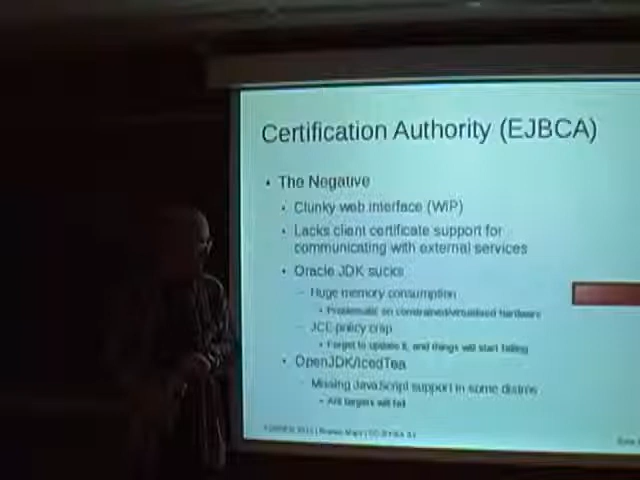 Certification Authority (EJBCA)
• The Negative
• Clunky web interface (WiP)
• Lacks client certificate support for
communicating with external services
• Oracle JDK sucks
– Huge memory consumption
• Problematic on constrained/virtualised hardware
– JCE policy crap
• Forget to update it, and things will start failing
• OpenJDK/IcedTea
– Missing JavaScript support in some distros
• Ant targets will fail